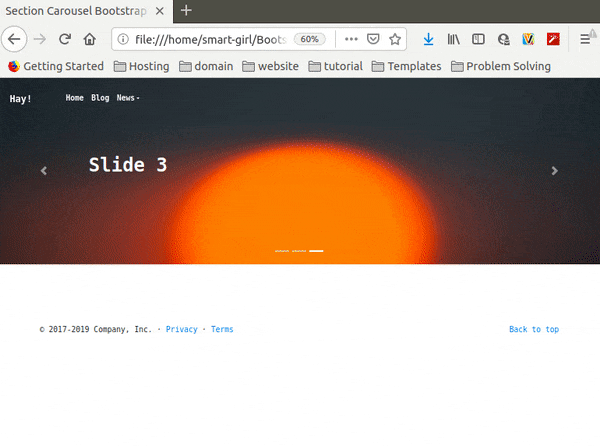 Section Carousel Bootstrap
file:///home/smart-girl/Boots
60%
Getting Started
Hosting
domain
website
tutorial
Templates
Problem Solving
Hay!
Home
Blog
News
Slide 3
© 2017-2019 Company, Inc. · Privacy · Terms
Back to top